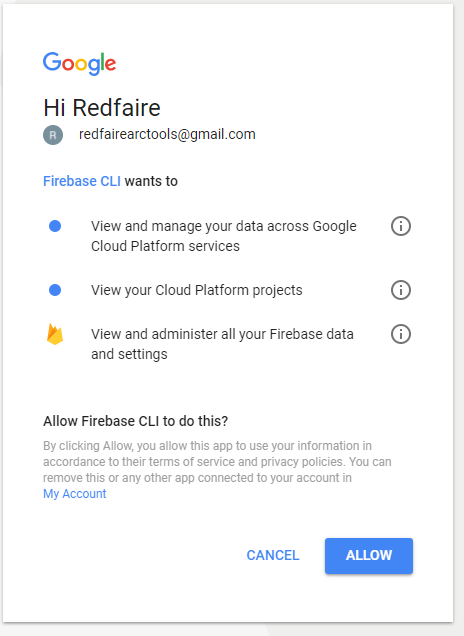 Google
Hi Redfaire
R
redfairearctools@gmail.com
Firebase CLI wants to
View and manage your data across Google
Cloud Platform services
View your Cloud Platform projects
View and administer all your Firebase data
and settings
Allow Firebase CLI to do this?
By clicking Allow, you allow this app to use your information in
accordance to their terms of service and privacy policies. You can
remove this or any other app connected to your account in
My Account
CANCEL
ALLOW